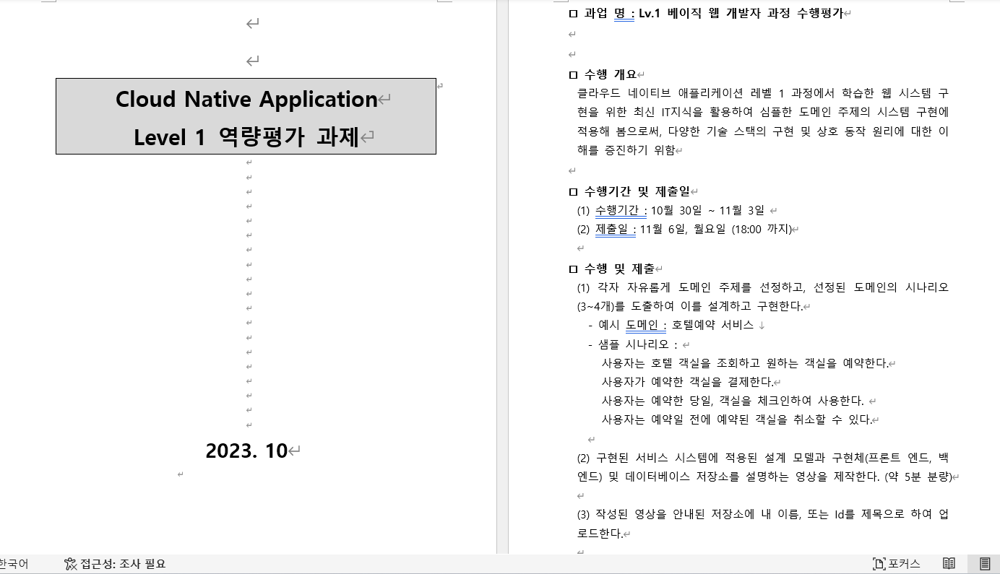 Cloud Native Application
Level 1 역량평가 과제
2023. 10
□ 과업 명 : Lv.1 베이직 웹 개발자 과정 수행평가
□ 수행 개요
클라우드 네이티브 애플리케이션 레벨 1 과정에서 학습한 웹 시스템 구
현을 위한 최신 IT지식을 활용하여 심플한 도메인 주제의 시스템 구현에
적용해 봄으로써, 다양한 기술 스택의 구현 및 상호 동작 원리에 대한 이
해를 증진하기 위함
□ 수행기간 및 제출일
(1) 수행기간 : 10월 30일 ~ 11월 3일
(2) 제출일 : 11월 6일, 월요일 (18:00 까지)
□ 수행 및 제출
(1) 각자 자유롭게 도메인 주제를 선정하고, 선정된 도메인의 시나리오
(3~4개)를 도출하여 이를 설계하고 구현한다.
- 예시 도메인 : 호텔예약 서비스
- 샘플 시나리오 :
사용자는 호텔 객실을 조회하고 원하는 객실을 예약한다.
사용자가 예약한 객실을 결제한다.
사용자는 예약한 당일, 객실을 체크인하여 사용한다.
사용자는 예약일 전에 예약된 객실을 취소할 수 있다.
(2) 구현된 서비스 시스템에 적용된 설계 모델과 구현체(프론트 엔드, 백
엔드) 및 데이터베이스 저장소를 설명하는 영상을 제작한다. (약 5분 분량)
(3) 작성된 영상을 안내된 저장소에 내 이름, 또는 Id를 제목으로 하여 업
로드한다.
한국어
접근성: 조사 필요
포커스